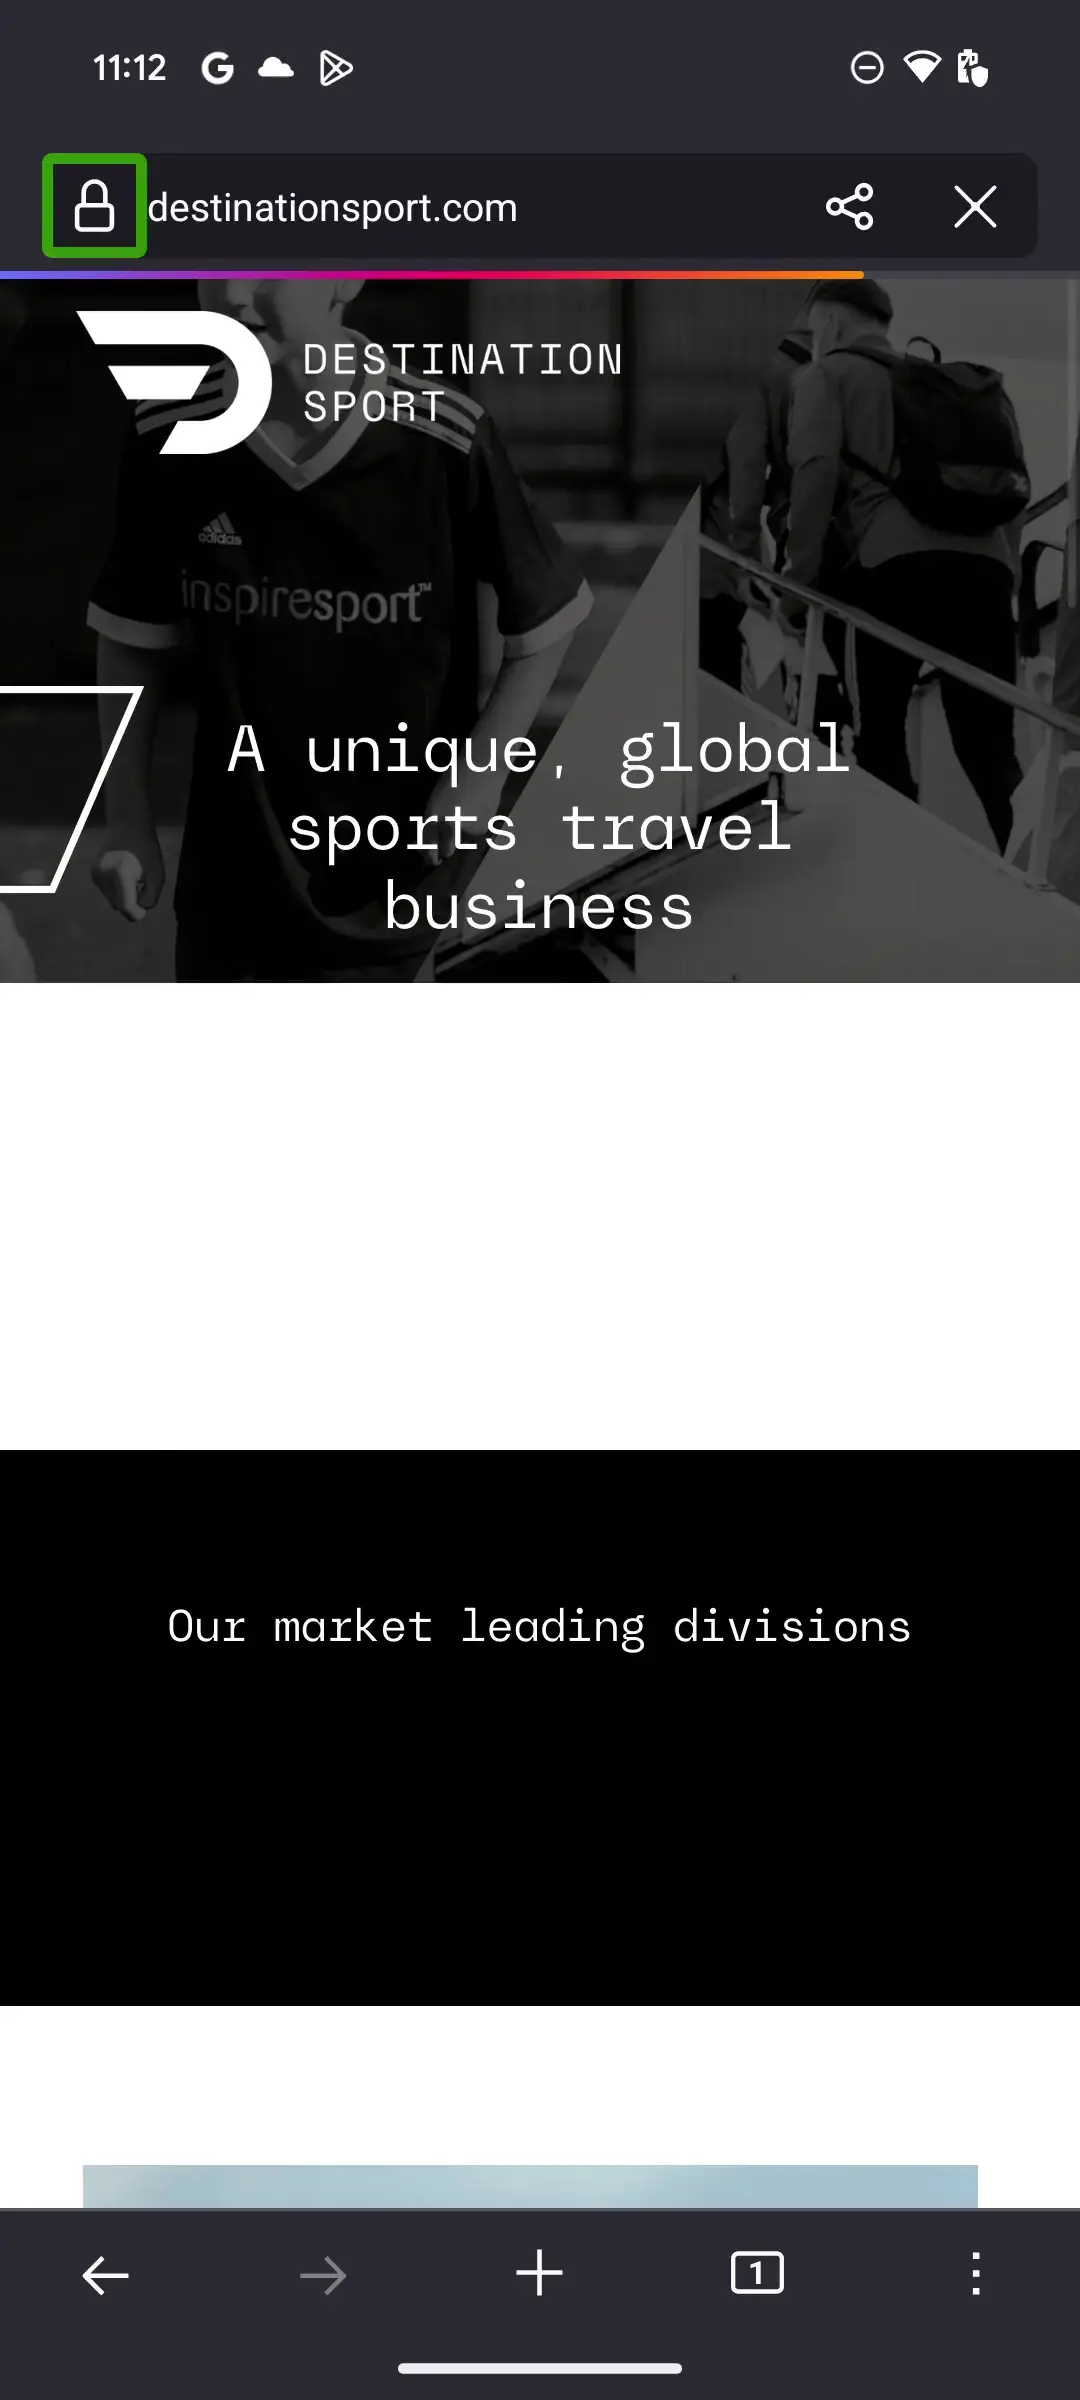 11:12
destinationsport.com
DESTINATION
SPORT
adidas
inspiresport™
A unique, global
sports travel
business
Our market leading divisions
1